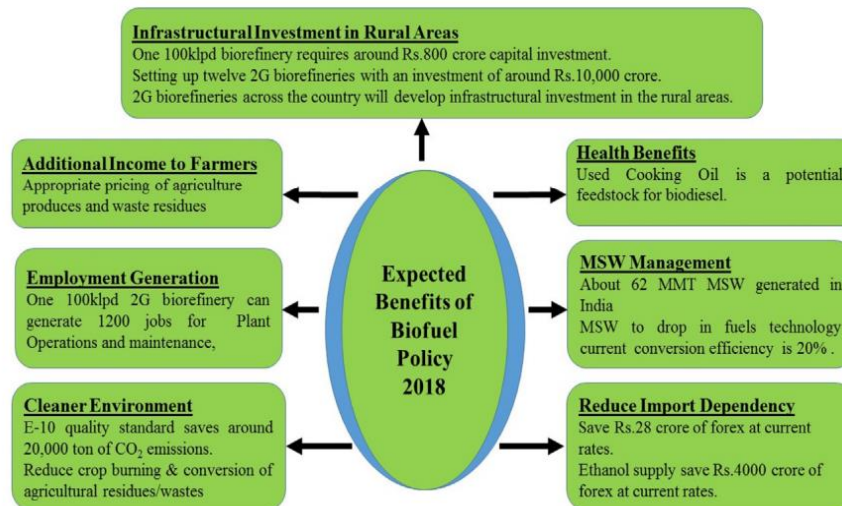 Infrastructural Investment in Rural Areas
One 100klpd biorefinery requires around Rs.800 crore capital investment.
Setting up twelve 2G biorefineries with an investment of around Rs.10,000 crore.
2G biorefineries across the country will develop infrastructural investment in the rural areas.
Additional Income to Farmers
Appropriate pricing of agriculture
produces and waste residues
Health Benefits
Used Cooking Oil is a potential
feedstock for biodiesel.
Employment Generation
One 100klpd 2G biorefinery can
generate 1200 jobs for Plant
Operations and maintenance,
Expected
Benefits of
Biofuel
Policy
2018
MSW Management
About 62 MMT MSW generated in
India
MSW to drop in fuels technology
current conversion efficiency is 20% .
Cleaner Environment
E-10 quality standard saves around
20,000 ton of CO₂ emissions.
Reduce crop burning & conversion of
agricultural residues/wastes
Reduce Import Dependency
Save Rs.28 crore of forex at current
rates.
Ethanol supply save Rs.4000 crore of
forex at current rates.